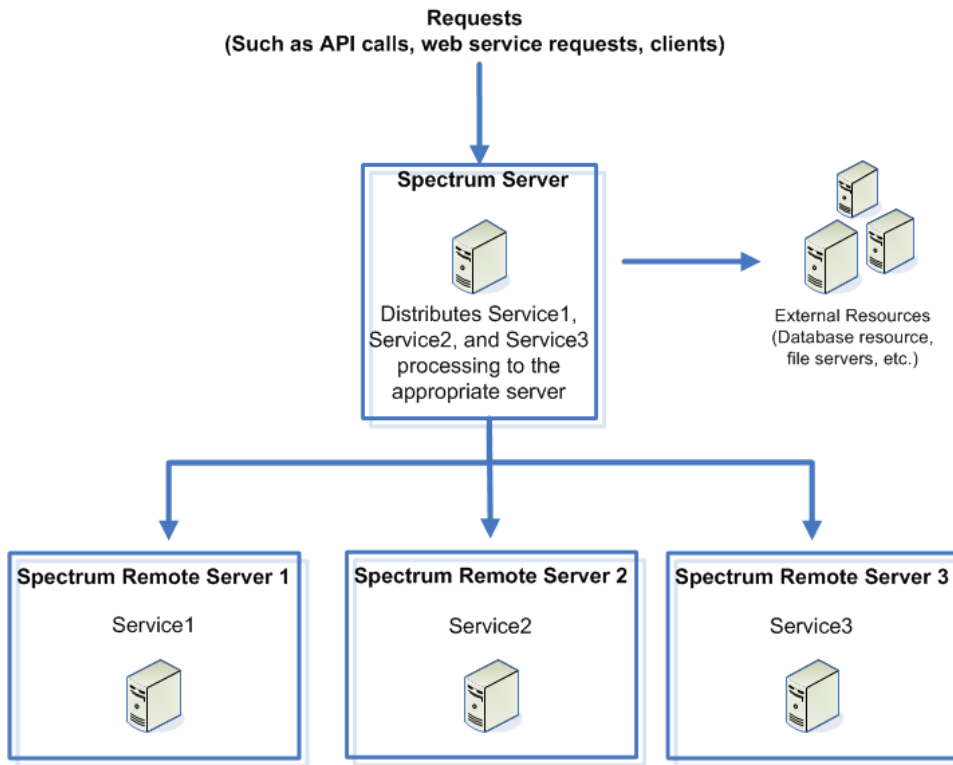 Requests
(Such as API calls, web service requests, clients)
Spectrum Server
Distributes Service1,
Service2, and Service3
processing to the
appropriate server
External Resources
(Database resource,
file servers, etc.)
Spectrum Remote Server 1
Service1
Spectrum Remote Server 2
Service2
Spectrum Remote Server 3
Service3